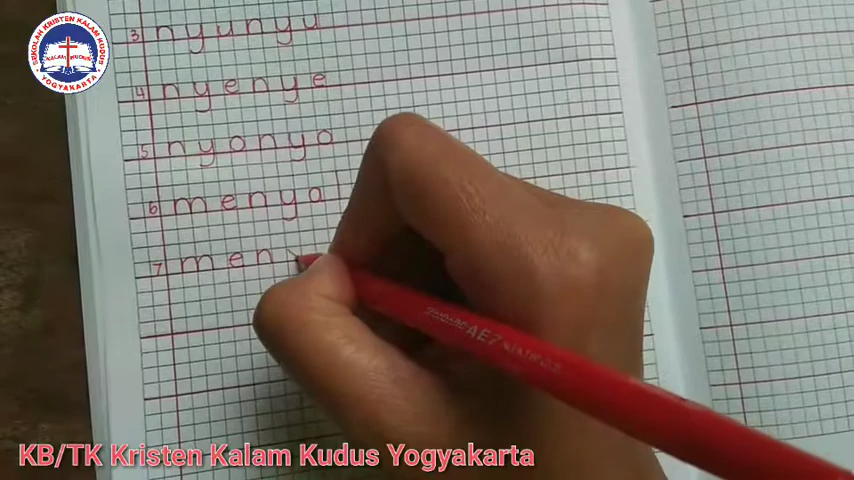 SEKOLAH KRISTEN KALAM KUDUS
KALAM KUDUS
YOGYAKARTA
3 nyunyu
4 nyenye
5 nyonyo
6 menya
7 men
AE7
KB/TK Kristen Kalam Kudus Yogyakarta